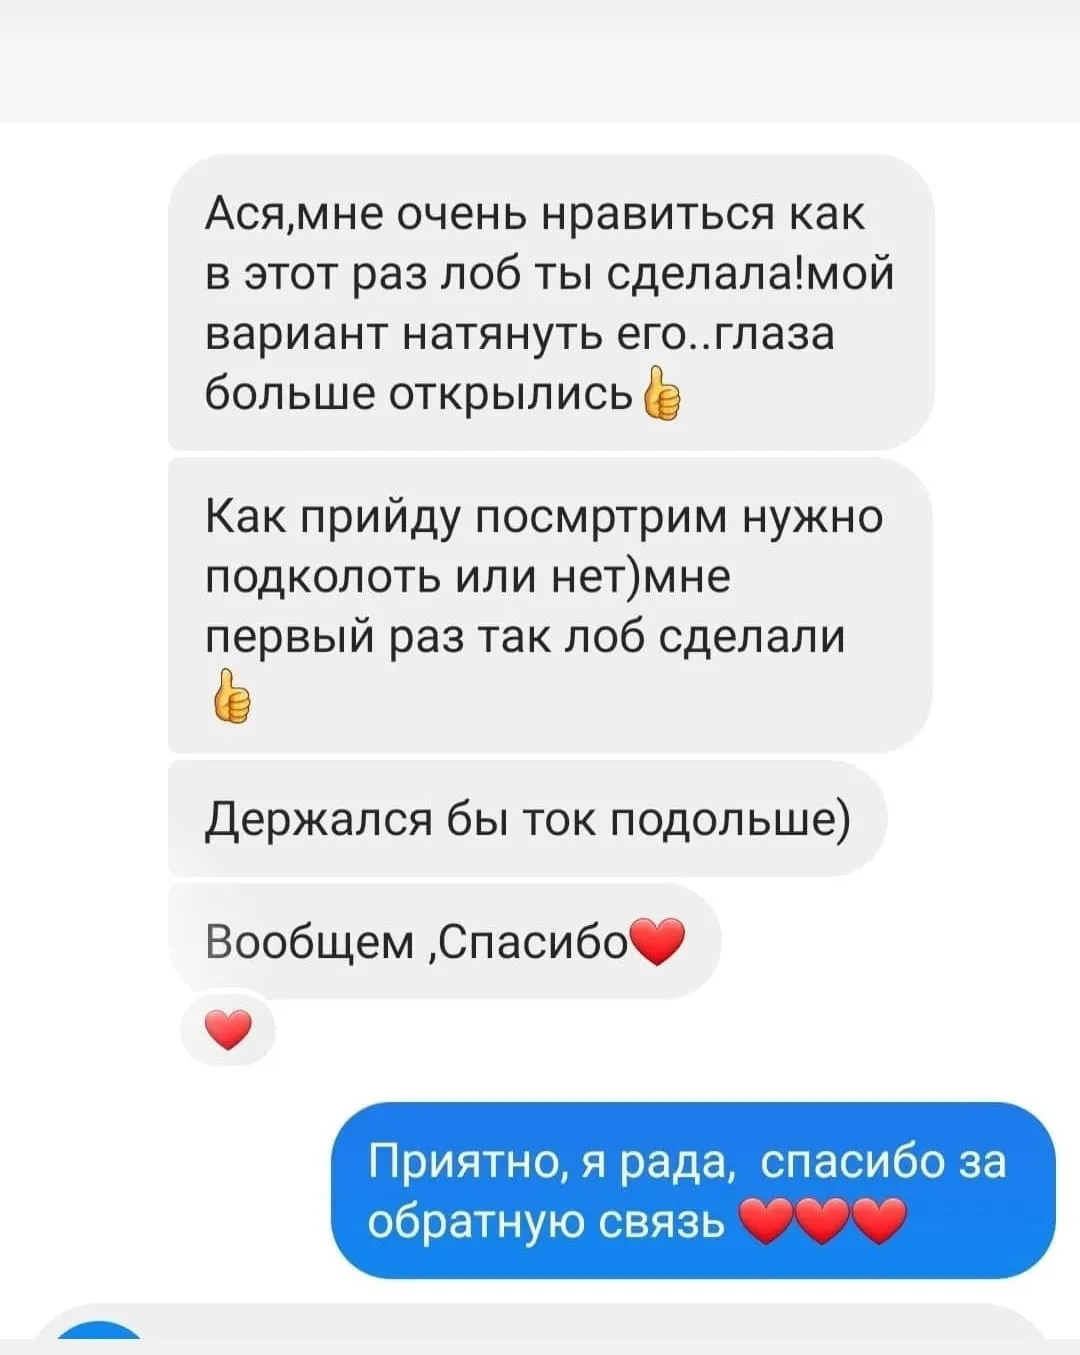 Ася,мне очень нравиться как
в этот раз лоб ты сделала!мой
вариант натянуть его..глаза
больше открылись👍
Как прийду посмртрим нужно
подколоть или нет)мне
первый раз так лоб сделали
👍
Держался бы ток подольше)
Вообщем ,Спасибо❤️
❤️
Приятно, я рада,  спасибо за
обратную связь ❤️❤️❤️